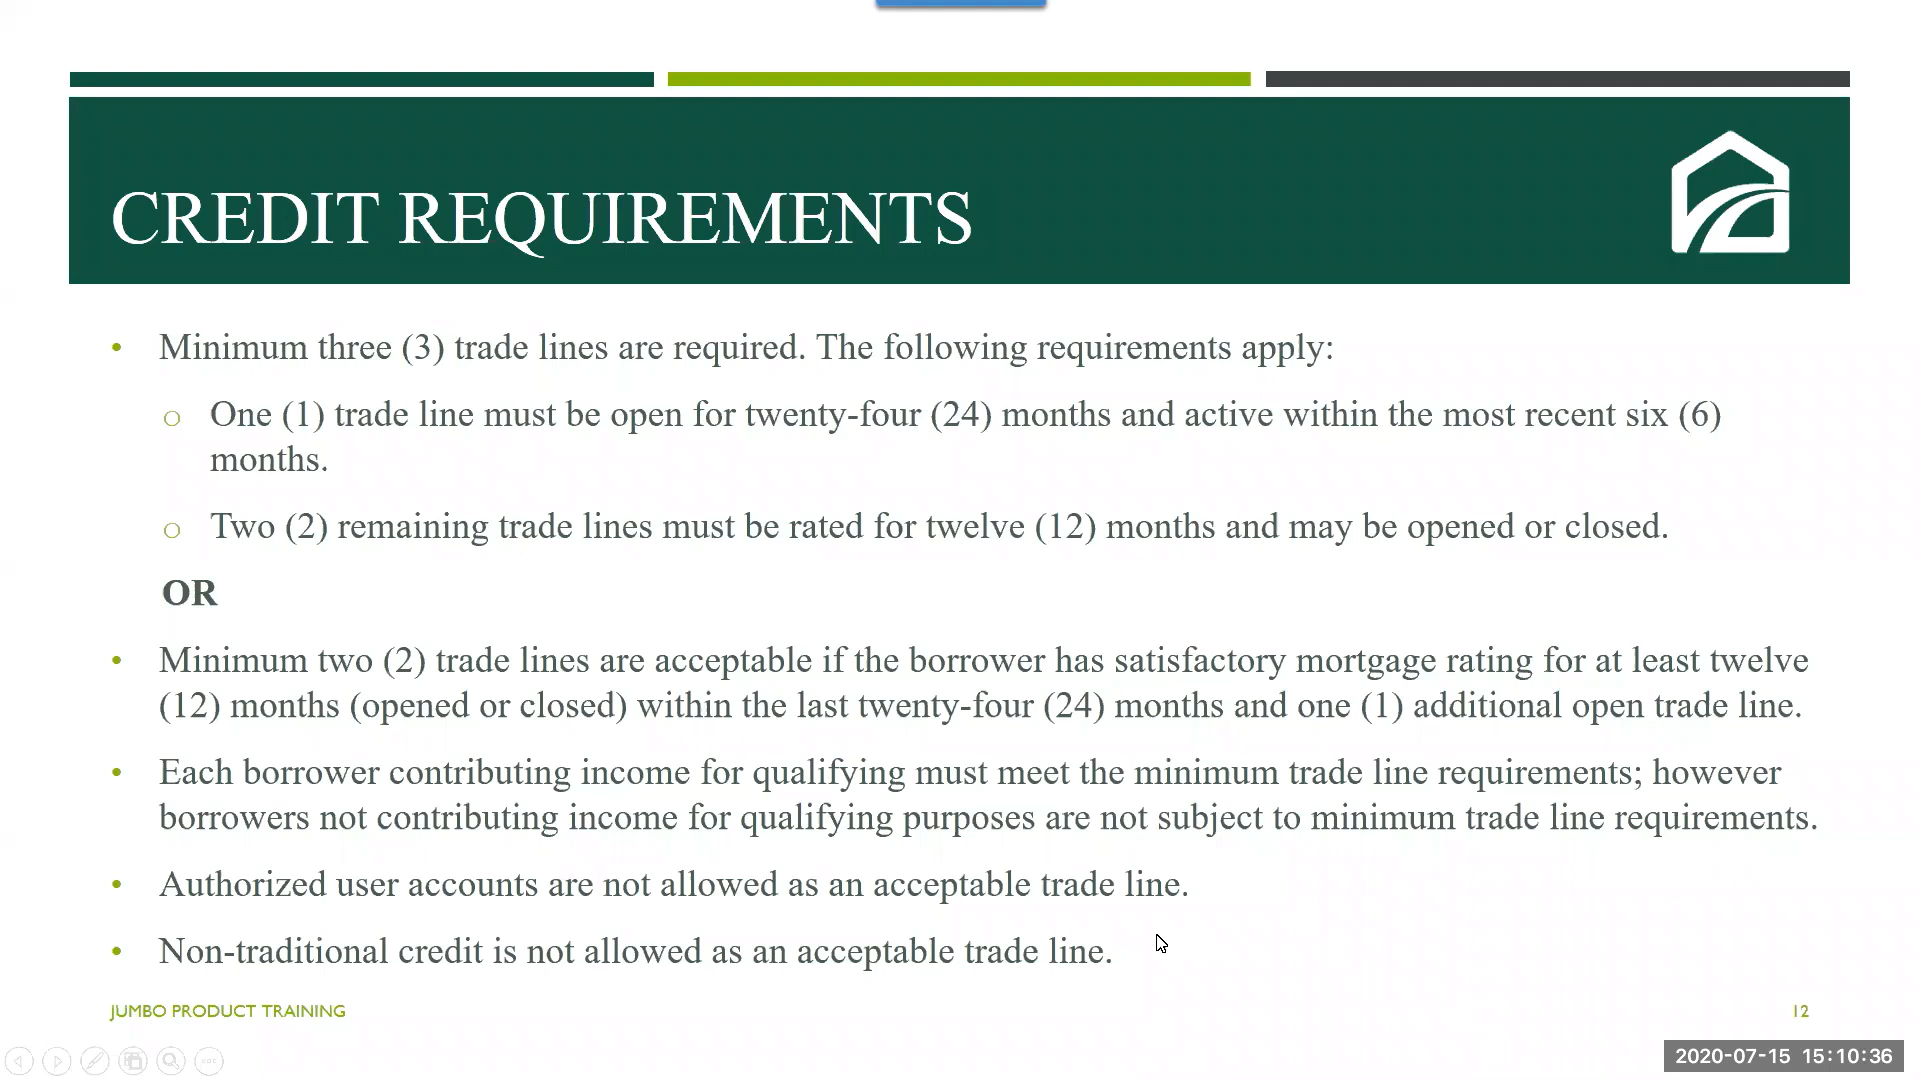 CREDIT REQUIREMENTS
• Minimum three (3) trade lines are required. The following requirements apply:
o One (1) trade line must be open for twenty-four (24) months and active within the most recent six (6)
months.
o Two (2) remaining trade lines must be rated for twelve (12) months and may be opened or closed.
OR
• Minimum two (2) trade lines are acceptable if the borrower has satisfactory mortgage rating for at least twelve
(12) months (opened or closed) within the last twenty-four (24) months and one (1) additional open trade line.
• Each borrower contributing income for qualifying must meet the minimum trade line requirements; however
borrowers not contributing income for qualifying purposes are not subject to minimum trade line requirements.
• Authorized user accounts are not allowed as an acceptable trade line.
• Non-traditional credit is not allowed as an acceptable trade line.
JUMBO PRODUCT TRAINING
12
2020-07-15 15:10:36